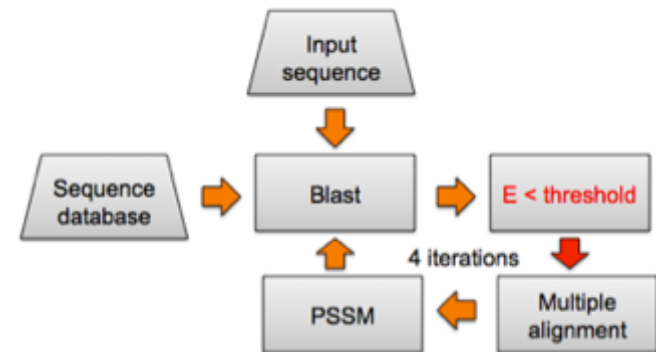 Input
sequence
Sequence
database
Blast
E < threshold
4 iterations
PSSM
Multiple
alignment